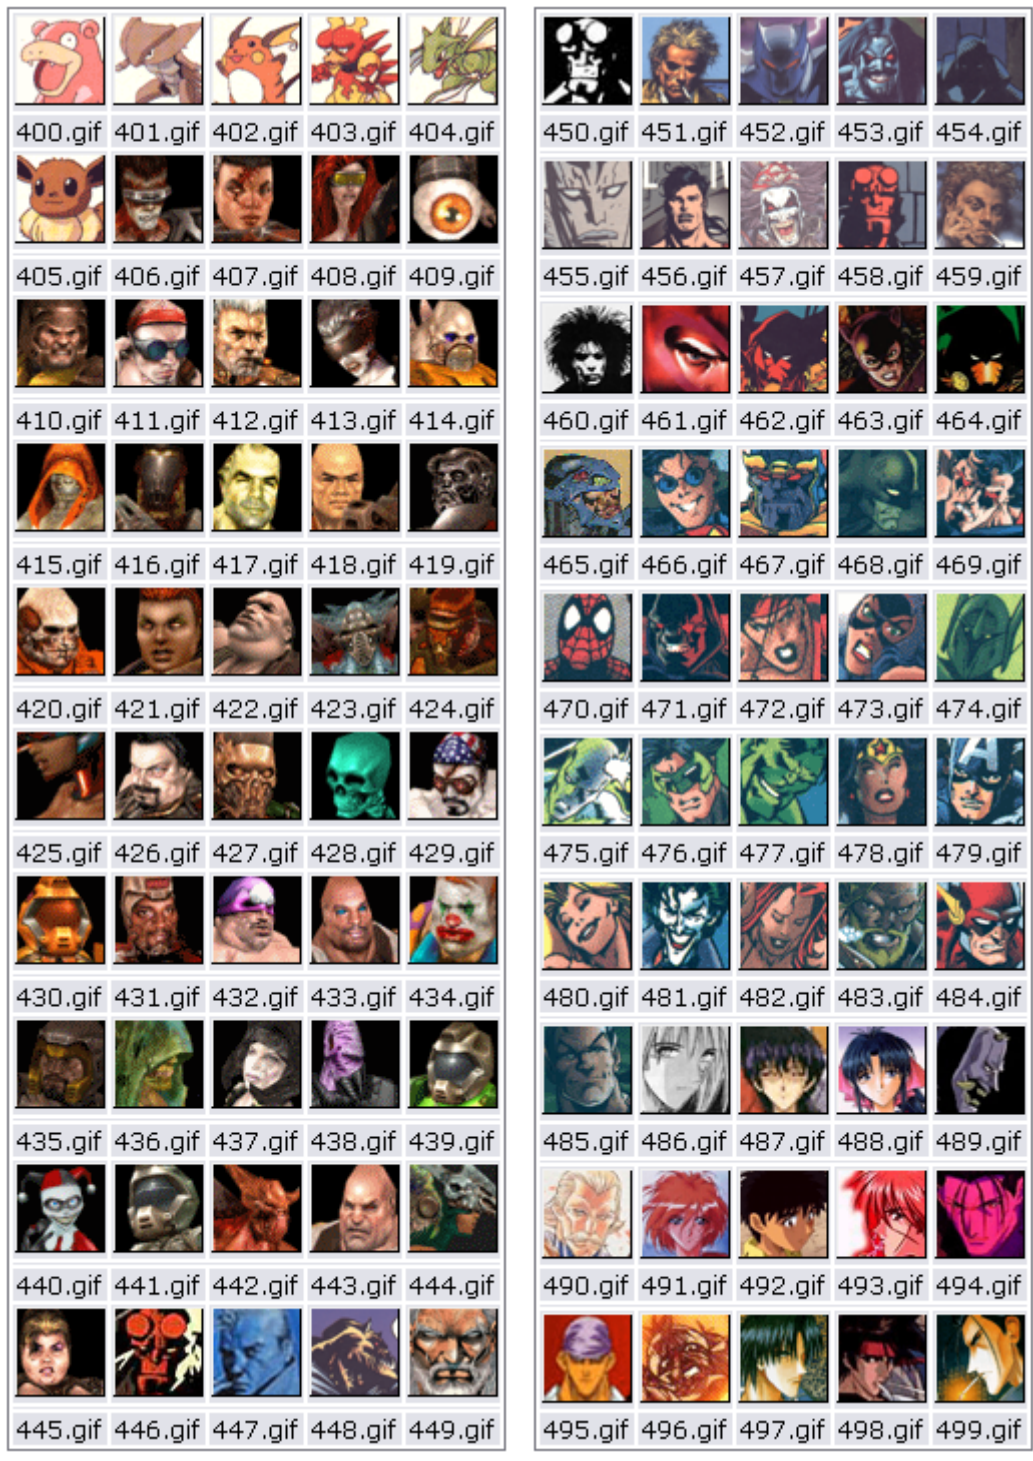 400.gif 401.gif 402.gif 403.gif 404.gif
405.gif 406.gif 407.gif 408.gif 409.gif
410.gif 411.gif 412.gif 413.gif 414.gif
415.gif 416.gif 417.gif 418.gif 419.gif
420.gif 421.gif 422.gif 423.gif 424.gif
425.gif 426.gif 427.gif 428.gif 429.gif
430.gif 431.gif 432.gif 433.gif 434.gif
435.gif 436.gif 437.gif 438.gif 439.gif
440.gif 441.gif 442.gif 443.gif 444.gif
445.gif 446.gif 447.gif 448.gif 449.gif
450.gif 451.gif 452.gif 453.gif 454.gif
455.gif 456.gif 457.gif 458.gif 459.gif
460.gif 461.gif 462.gif 463.gif 464.gif
465.gif 466.gif 467.gif 468.gif 469.gif
470.gif 471.gif 472.gif 473.gif 474.gif
475.gif 476.gif 477.gif 478.gif 479.gif
480.gif 481.gif 482.gif 483.gif 484.gif
485.gif 486.gif 487.gif 488.gif 489.gif
490.gif 491.gif 492.gif 493.gif 494.gif
495.gif 496.gif 497.gif 498.gif 499.gif